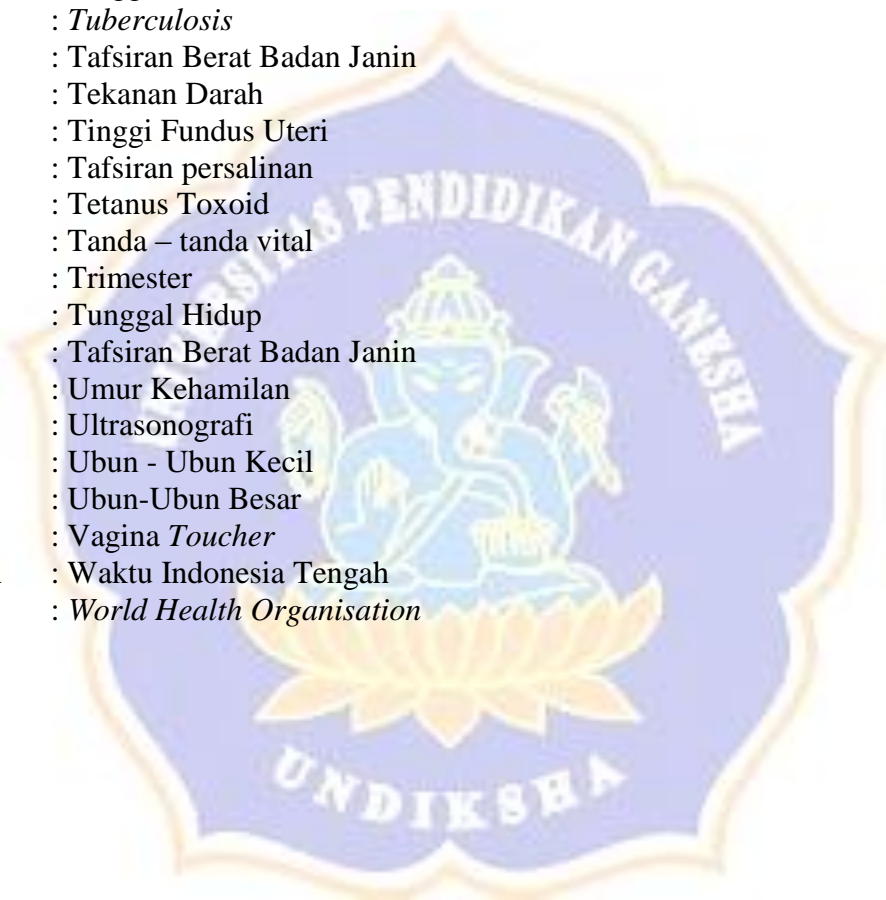 : Tuberculosis
: Tafsiran Berat Badan Janin
: Tekanan Darah
: Tinggi Fundus Uteri
: Tafsiran persalinan
: Tetanus Toxoid
: Tanda – tanda vital
: Trimester
: Tunggal Hidup
: Tafsiran Berat Badan Janin
: Umur Kehamilan
: Ultrasonografi
: Ubun - Ubun Kecil
: Ubun-Ubun Besar
: Vagina Toucher
: Waktu Indonesia Tengah
: World Health Organisation
UNIVERSITAS PENDIDIKAN GANESHA
UNDIKSHA